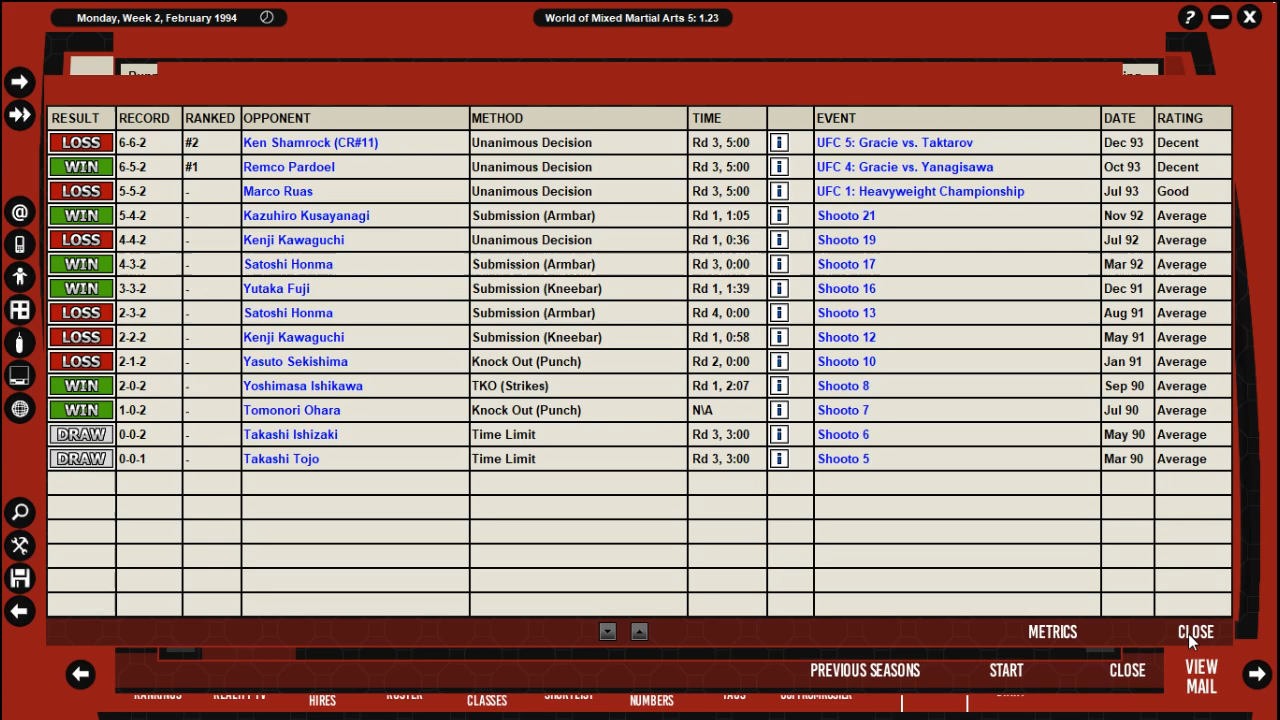 Monday, Week 2, February 1994
World of Mixed Martial Arts 5: 1.23
RESULT RECORD RANKED OPPONENT METHOD TIME EVENT DATE RATING
LOSS 6-6-2 #2 Ken Shamrock (CR#11) Unanimous Decision Rd 3, 5:00 i UFC 5: Gracie vs. Taktarov Dec 93 Decent
WIN 6-5-2 #1 Remco Pardoel Unanimous Decision Rd 3, 5:00 i UFC 4: Gracie vs. Yanagisawa Oct 93 Decent
LOSS 5-5-2 - Marco Ruas Unanimous Decision Rd 3, 5:00 i UFC 1: Heavyweight Championship Jul 93 Good
WIN 5-4-2 - Kazuhiro Kusayanagi Submission (Armbar) Rd 1, 1:05 i Shooto 21 Nov 92 Average
LOSS 4-4-2 - Kenji Kawaguchi Unanimous Decision Rd 1, 0:36 i Shooto 19 Jul 92 Average
WIN 4-3-2 - Satoshi Honma Submission (Armbar) Rd 3, 0:00 i Shooto 17 Mar 92 Average
WIN 3-3-2 - Yutaka Fuji Submission (Kneebar) Rd 1, 1:39 i Shooto 16 Dec 91 Average
LOSS 2-3-2 - Satoshi Honma Submission (Armbar) Rd 4, 0:00 i Shooto 13 Aug 91 Average
LOSS 2-2-2 - Kenji Kawaguchi Submission (Kneebar) Rd 1, 0:58 i Shooto 12 May 91 Average
LOSS 2-1-2 - Yasuto Sekishima Knock Out (Punch) Rd 2, 0:00 i Shooto 10 Jan 91 Average
WIN 2-0-2 - Yoshimasa Ishikawa TKO (Strikes) Rd 1, 2:07 i Shooto 8 Sep 90 Average
WIN 1-0-2 - Tomonori Ohara Knock Out (Punch) N\A i Shooto 7 Jul 90 Average
DRAW 0-0-2 - Takashi Ishizaki Time Limit Rd 3, 3:00 i Shooto 6 May 90 Average
DRAW 0-0-1 - Takashi Tojo Time Limit Rd 3, 3:00 i Shooto 5 Mar 90 Average
METRICS CLOSE
PREVIOUS SEASONS START CLOSE VIEW MAIL
RANKINGS REALITY TV HIRES ROSTER CLASSES SHORTLIST NUMBERS